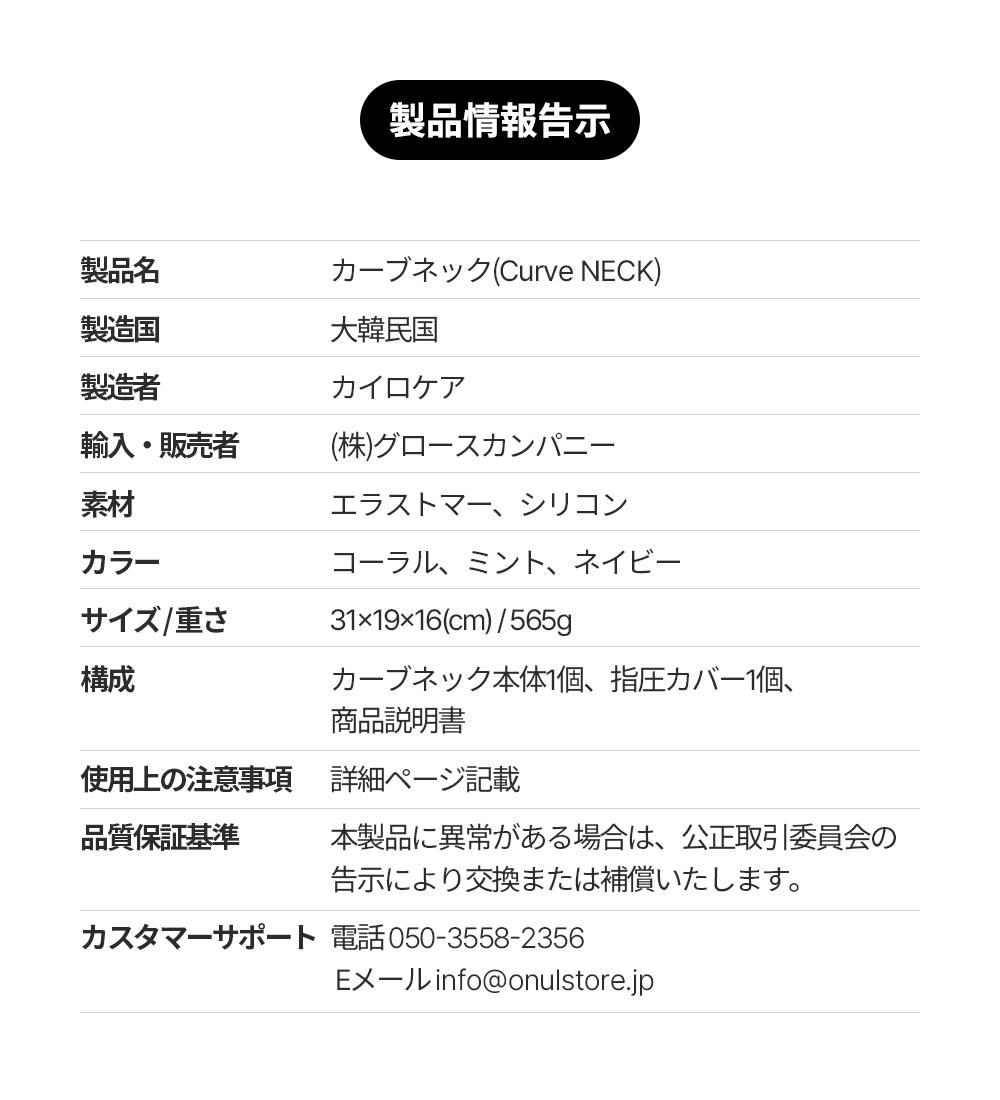 製品情報告示
製品名 カーブネック(Curve NECK)
製造国 大韓民国
製造者 カイロケア
輸入・販売者 (株)グロースカンパニー
素材 エラストマー、シリコン
カラー コーラル、ミント、ネイビー
サイズ/重さ 31×19×16(cm) / 565g
構成 カーブネック本体1個、指圧カバー1個、
商品説明書
使用上の注意事項 詳細ページ記載
品質保証基準 本製品に異常がある場合は、公正取引委員会の
告示により交換または補償いたします。
カスタマーサポート 電話 050-3558-2356
Eメール info@onulstore.jp